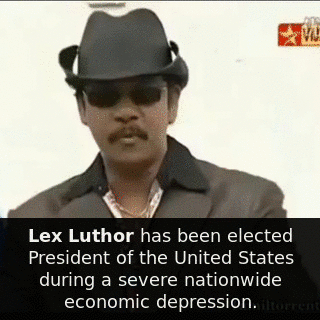 Lex Luthor has been elected
President of the United States
during a severe nationwide
economic depression.